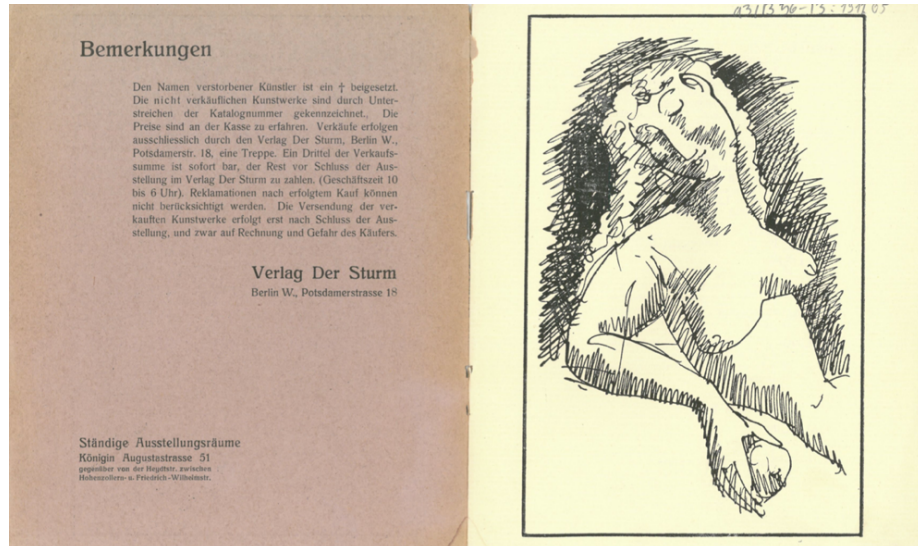 Bemerkungen
Den Namen verstorbener Künstler ist ein † beigesetzt.
Die nicht verkäuflichen Kunstwerke sind durch Unter-
streichen der Katalognummer gekennzeichnet., Die
Preise sind an der Kasse zu erfahren. Verkäufe erfolgen
ausschliesslich durch den Verlag Der Sturm, Berlin W.,
Potsdamerstr. 18, eine Treppe. Ein Drittel der Verkaufs-
summe ist sofort bar, der Rest vor Schluss der Aus-
stellung im Verlag Der Sturm zu zahlen. (Geschäftszeit 10
bis 6 Uhr). Reklamationen nach erfolgtem Kauf können
nicht berücksichtigt werden. Die Versendung der ver-
kauften Kunstwerke erfolgt erst nach Schluss der Aus-
stellung, und zwar auf Rechnung und Gefahr des Käufers.
Verlag Der Sturm
Berlin W., Potsdamerstrasse 18
Ständige Ausstellungsräume
Königin Augustastrasse 51
gegenüber von der Heydtstr. zwischen
Hohenzollern- u. Friedrich-Wilhelmstr.